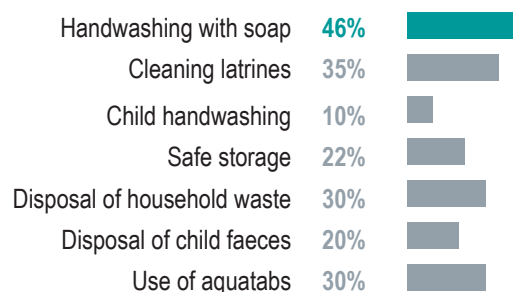 Handwashing with soap 46%
Cleaning latrines 35%
Child handwashing 10%
Safe storage 22%
Disposal of household waste 30%
Disposal of child faeces 20%
Use of aquatabs 30%